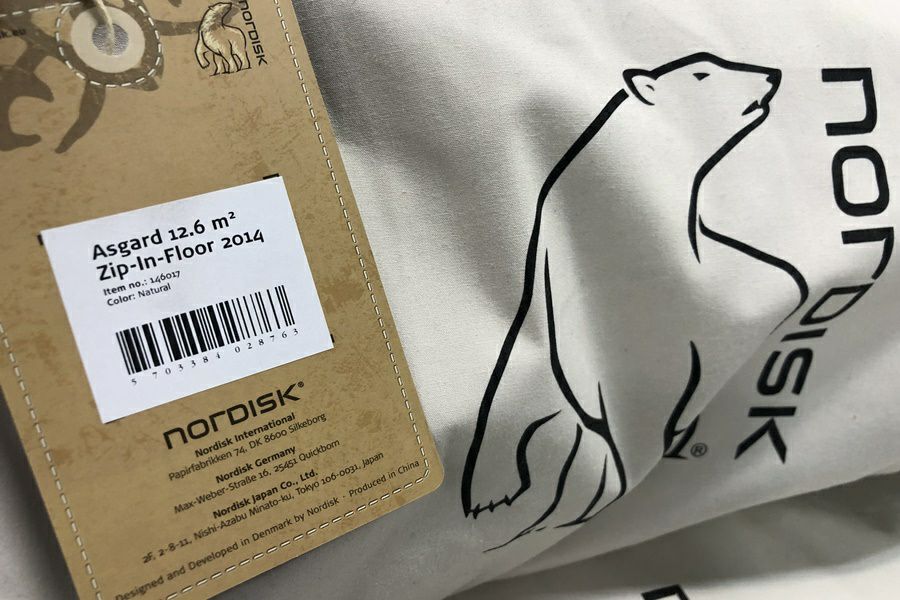 sk.eu
NORDISK
Asgard 12.6 m²
Zip-In-Floor 2014
Item no.: 146017
Color: Natural
5 703384 028763
NORDISK®
Nordisk International
Papirfabrikken 74, DK 8600 Silkeborg
Nordisk Germany
Max-Weber-Straße 16, 25451 Quickborn
Nordisk Japan Co., Ltd.
2F, 2-8-11, Nishi-Azabu Minato-ku, Tokyo 106-0031, Japan
Designed and Developed in Denmark by Nordisk · Produced in China
NORDISK
®